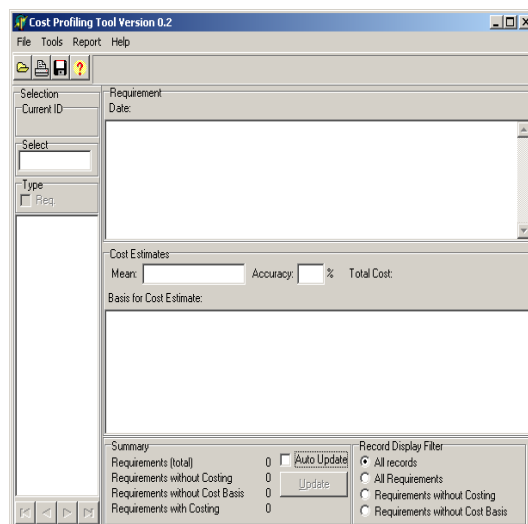 Cost Profiling Tool Version 0.2
File Tools Report Help
Selection
Current ID
Select
Type
Req.
Requirement
Date:
Cost Estimates
Mean: Accuracy: % Total Cost:
Basis for Cost Estimate:
Summary
Requirements (total) 0
Requirements without Costing 0
Requirements without Cost Basis 0
Requirements with Costing 0
Auto Update
Update
Record Display Filter
All records
All Requirements
Requirements without Costing
Requirements without Cost Basis